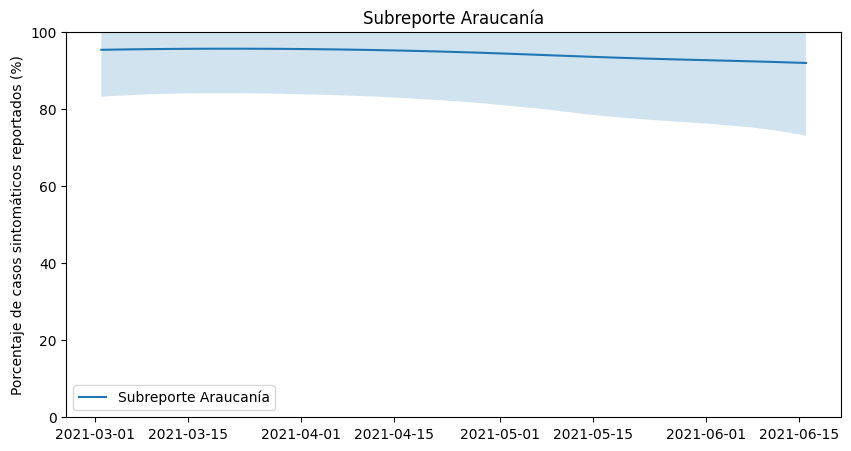 Subreporte Araucanía
Porcentaje de casos sintomáticos reportados (%)
100
80
60
40
20
0
Subreporte Araucanía
2021-03-01 2021-03-15 2021-04-01 2021-04-15 2021-05-01 2021-05-15 2021-06-01 2021-06-15